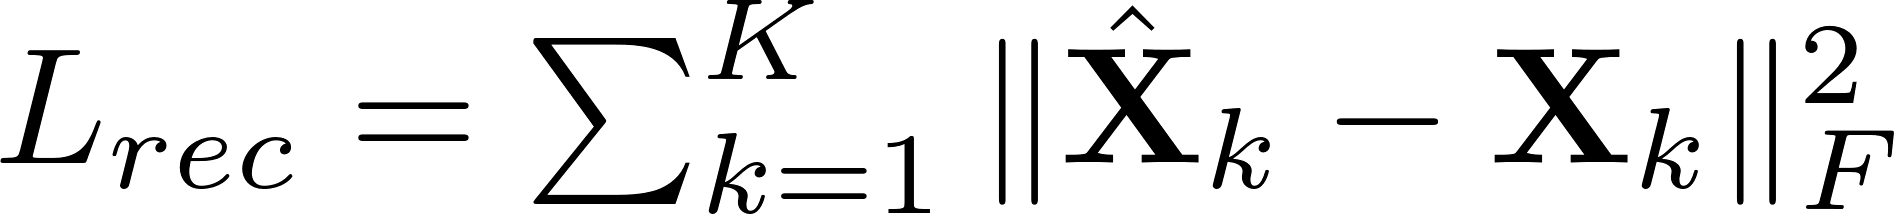 $L_{rec} = \sum_{k=1}^{K} \| \hat{\mathbf{x}}_k - \mathbf{x}_k \|_F^2$